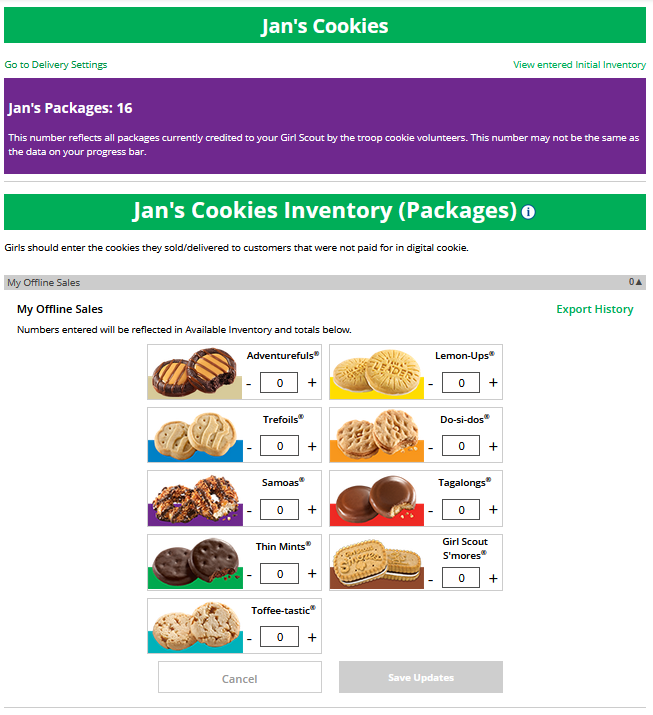 Jan's Cookies
Go to Delivery Settings
View entered Initial Inventory
Jan's Packages: 16
This number reflects all packages currently credited to your Girl Scout by the troop cookie volunteers. This number may not be the same as
the data on your progress bar.
Jan's Cookies Inventory (Packages) i
Girls should enter the cookies they sold/delivered to customers that were not paid for in digital cookie.
My Offline Sales 0▲
My Offline Sales
Export History
Numbers entered will be reflected in Available Inventory and totals below.
Adventurefuls®
- 0 +
Lemon-Ups®
- 0 +
Trefoils®
- 0 +
Do-si-dos®
- 0 +
Samoas®
- 0 +
Tagalongs®
- 0 +
Thin Mints®
- 0 +
Girl Scout
S'mores®
- 0 +
Toffee-tastic®
- 0 +
Cancel
Save Updates